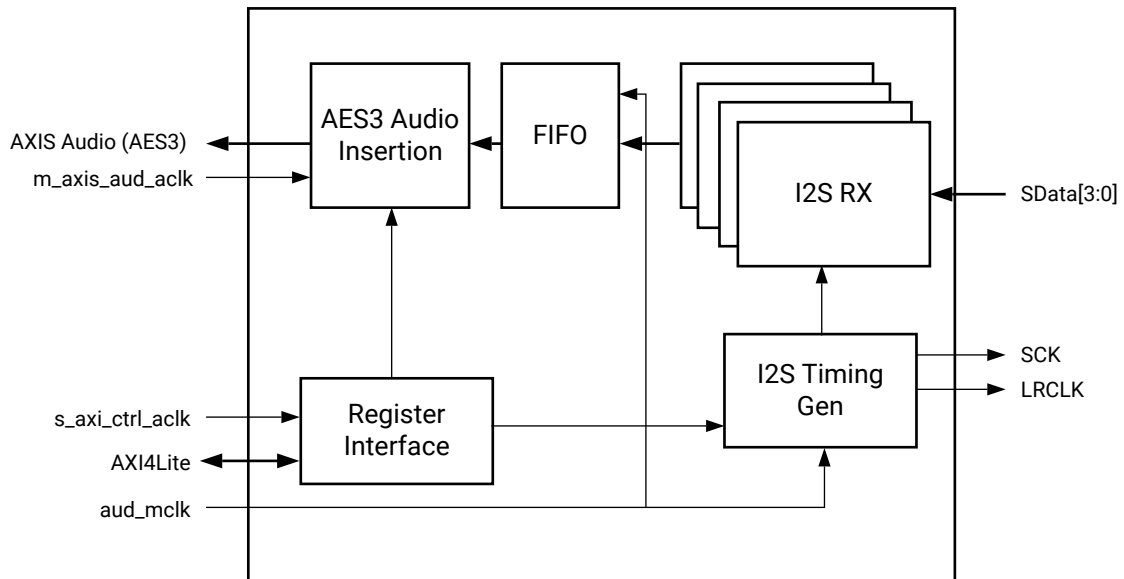 AES3 Audio
Insertion
FIFO
AXIS Audio (AES3)
m_axis_aud_aclk
I2S RX
SData[3:0]
I2S Timing
Gen
SCK
LRCLK
s_axi_ctrl_aclk
Register
Interface
AXI4Lite
aud_mclk